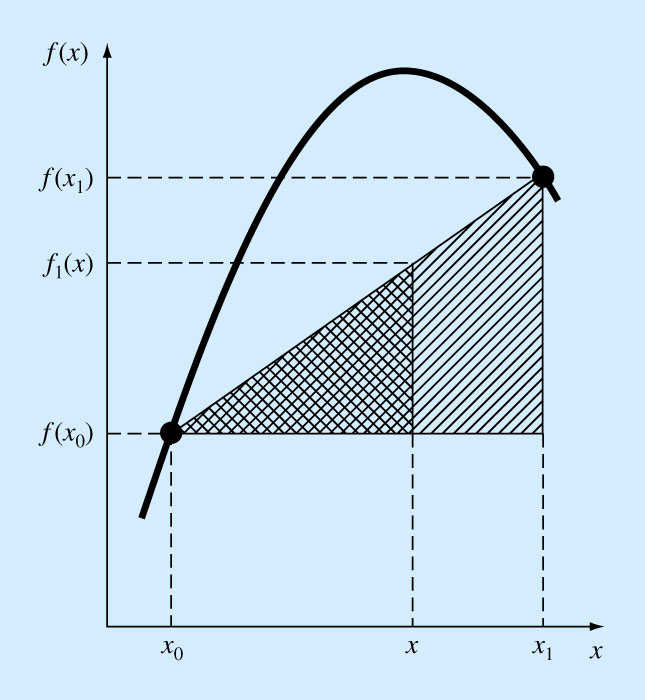 f(x)
f(x₁)
f₁(x)
f(x₀)
x₀
x
x₁
x